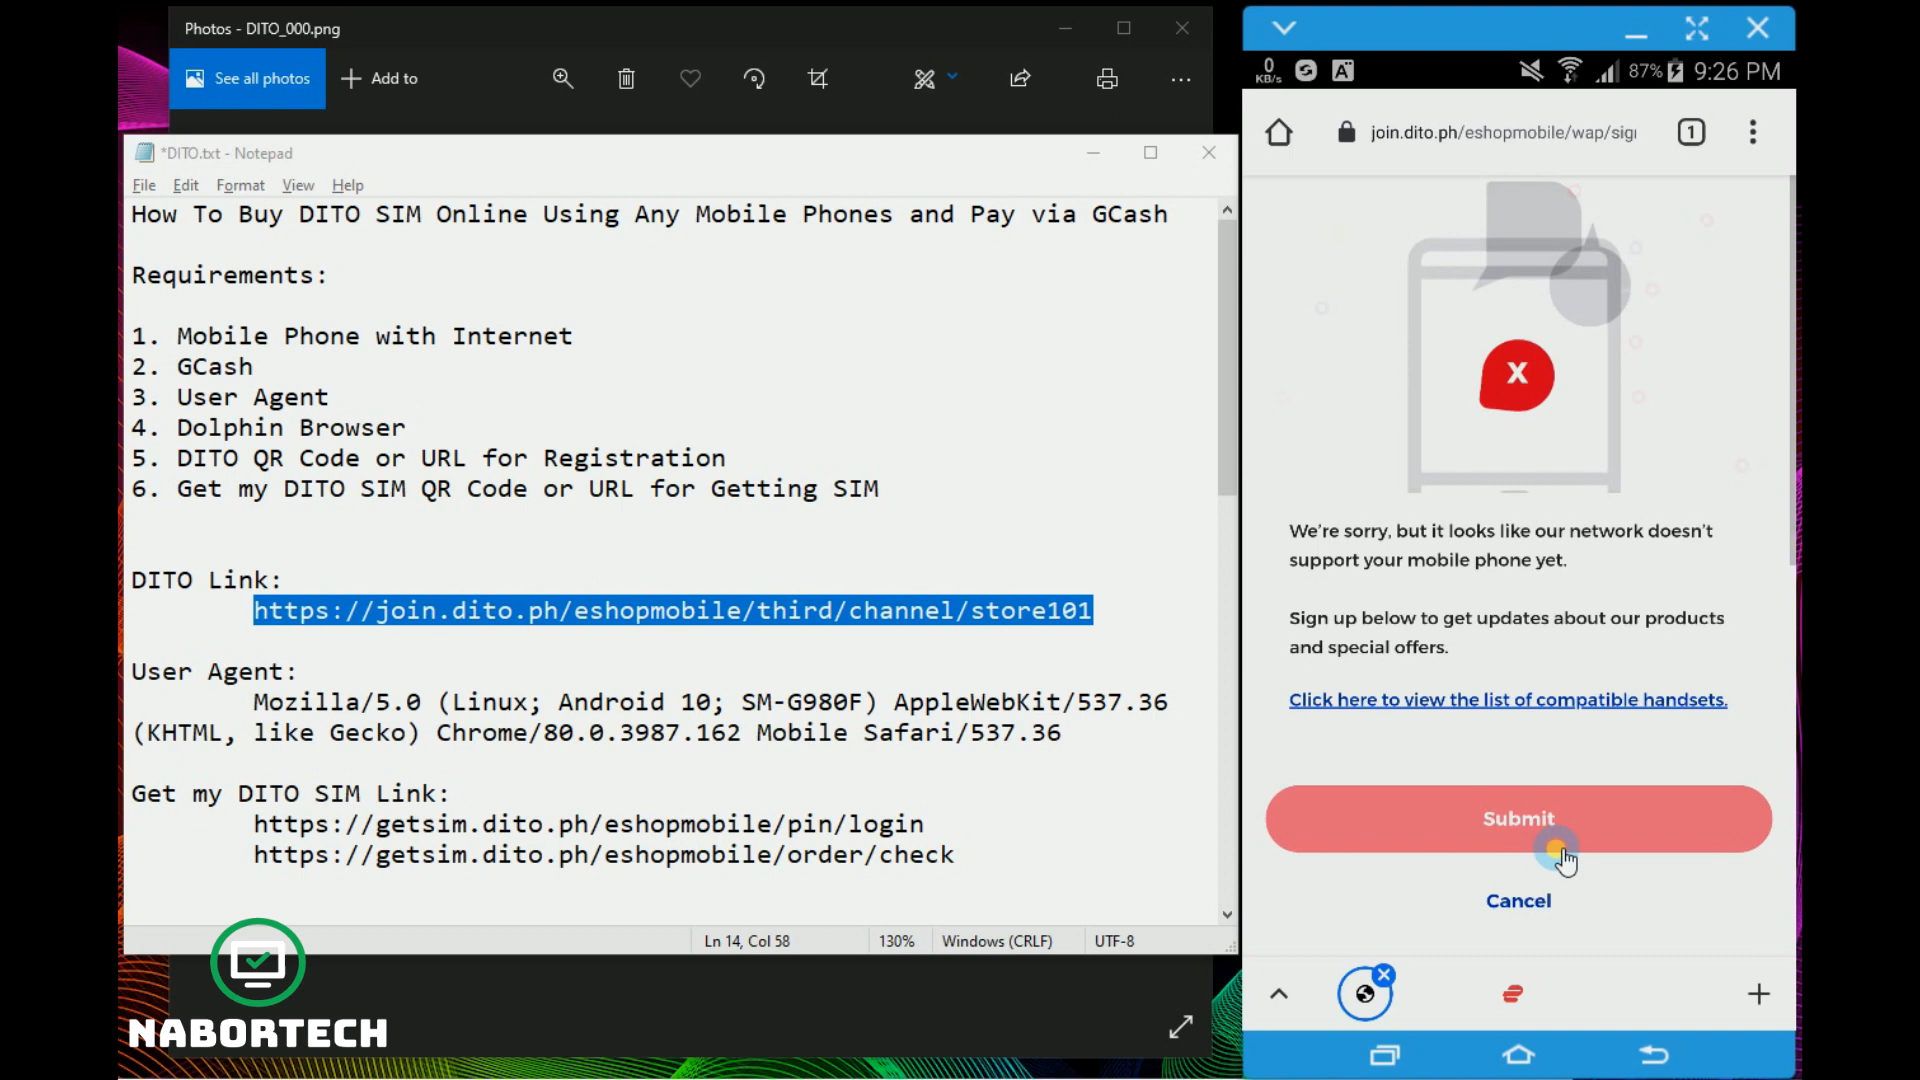 Photos - DITO_000.png
See all photos
Add to
*DITO.txt - Notepad
File Edit Format View Help
How To Buy DITO SIM Online Using Any Mobile Phones and Pay via GCash
Requirements:
1. Mobile Phone with Internet
2. GCash
3. User Agent
4. Dolphin Browser
5. DITO QR Code or URL for Registration
6. Get my DITO SIM QR Code or URL for Getting SIM
DITO Link:
https://join.dito.ph/eshopmobile/third/channel/store101
User Agent:
Mozilla/5.0 (Linux; Android 10; SM-G980F) AppleWebKit/537.36
(KHTML, like Gecko) Chrome/80.0.3987.162 Mobile Safari/537.36
Get my DITO SIM Link:
https://getsim.dito.ph/eshopmobile/pin/login
https://getsim.dito.ph/eshopmobile/order/check
Ln 14, Col 58
130%
Windows (CRLF)
UTF-8
NABORTECH
0
KB/s
A
87%
9:26 PM
join.dito.ph/eshopmobile/wap/sig
1
X
We're sorry, but it looks like our network doesn't
support your mobile phone yet.
Sign up below to get updates about our products
and special offers.
Click here to view the list of compatible handsets.
Submit
Cancel